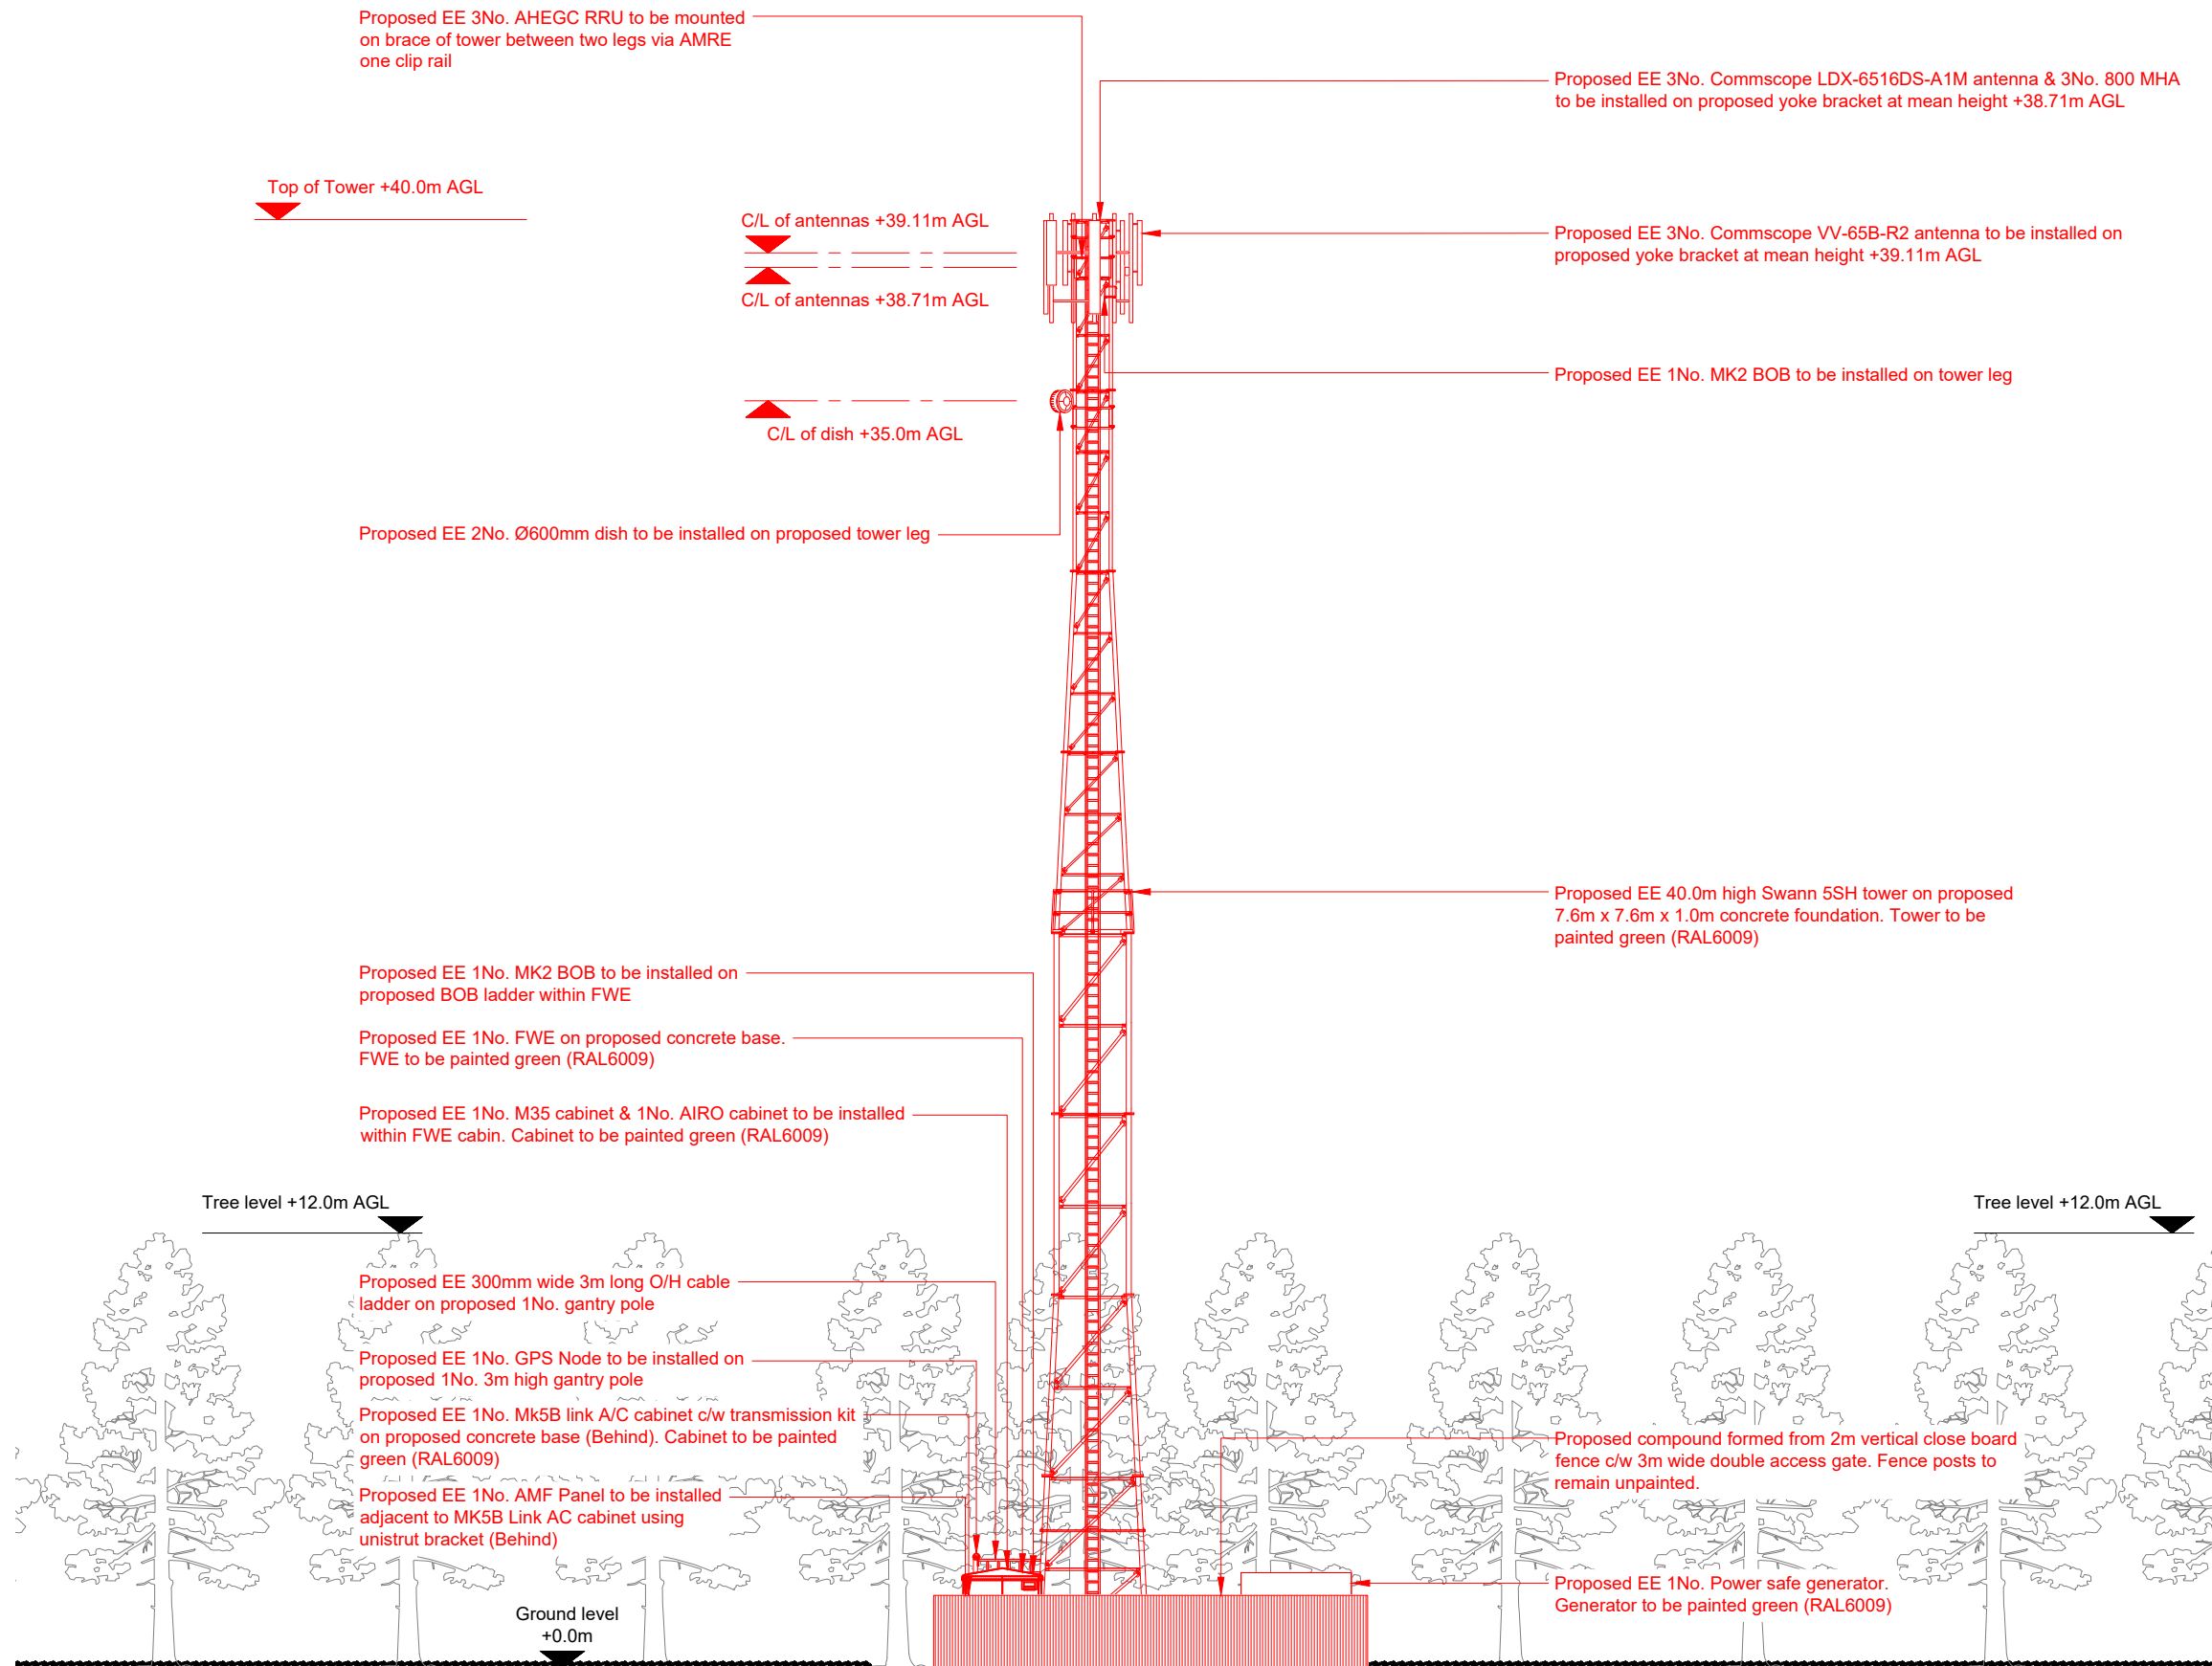 Proposed EE 3No. AHEGC RRU to be mounted
on brace of tower between two legs via AMRE
one clip rail
Proposed EE 3No. Commscope LDX-6516DS-A1M antenna & 3No. 800 MHA
to be installed on proposed yoke bracket at mean height +38.71m AGL
Top of Tower +40.0m AGL
C/L of antennas +39.11m AGL
Proposed EE 3No. Commscope VV-65B-R2 antenna to be installed on
proposed yoke bracket at mean height +39.11m AGL
C/L of antennas +38.71m AGL
Proposed EE 1No. MK2 BOB to be installed on tower leg
C/L of dish +35.0m AGL
Proposed EE 2No. Ø600mm dish to be installed on proposed tower leg
Proposed EE 40.0m high Swann 5SH tower on proposed
7.6m x 7.6m x 1.0m concrete foundation. Tower to be
painted green (RAL6009)
Proposed EE 1No. MK2 BOB to be installed on
proposed BOB ladder within FWE
Proposed EE 1No. FWE on proposed concrete base.
FWE to be painted green (RAL6009)
Proposed EE 1No. M35 cabinet & 1No. AIRO cabinet to be installed
within FWE cabin. Cabinet to be painted green (RAL6009)
Tree level +12.0m AGL
Tree level +12.0m AGL
Proposed EE 300mm wide 3m long O/H cable
ladder on proposed 1No. gantry pole
Proposed EE 1No. GPS Node to be installed on
proposed 1No. 3m high gantry pole
Proposed EE 1No. Mk5B link A/C cabinet c/w transmission kit
on proposed concrete base (Behind). Cabinet to be painted
green (RAL6009)
Proposed compound formed from 2m vertical close board
fence c/w 3m wide double access gate. Fence posts to
remain unpainted.
Proposed EE 1No. AMF Panel to be installed
adjacent to MK5B Link AC cabinet using
unistrut bracket (Behind)
Proposed EE 1No. Power safe generator.
Generator to be painted green (RAL6009)
Ground level
+0.0m